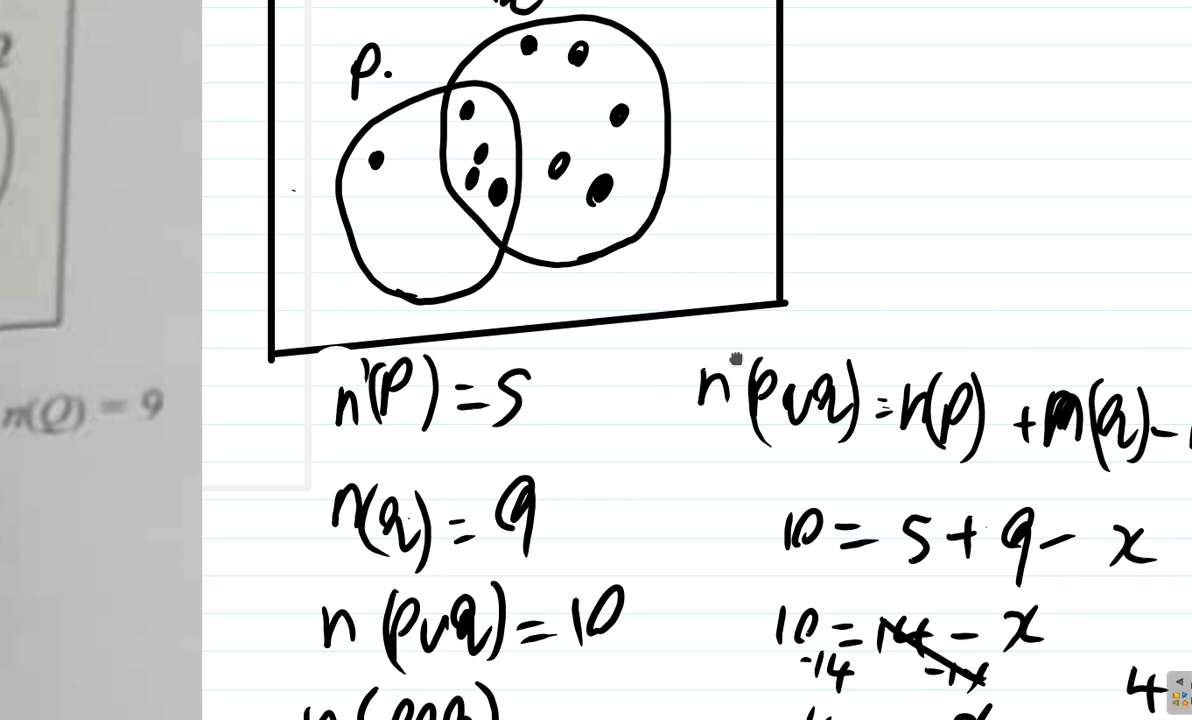 P.
n(Q) = 9
n(P) = 5
n(PuQ) = n(P) + n(Q) -
n(Q) = 9
10 = 5 + 9 - x
n(PuQ) = 10
10 = 14 - x
-14 -14
4